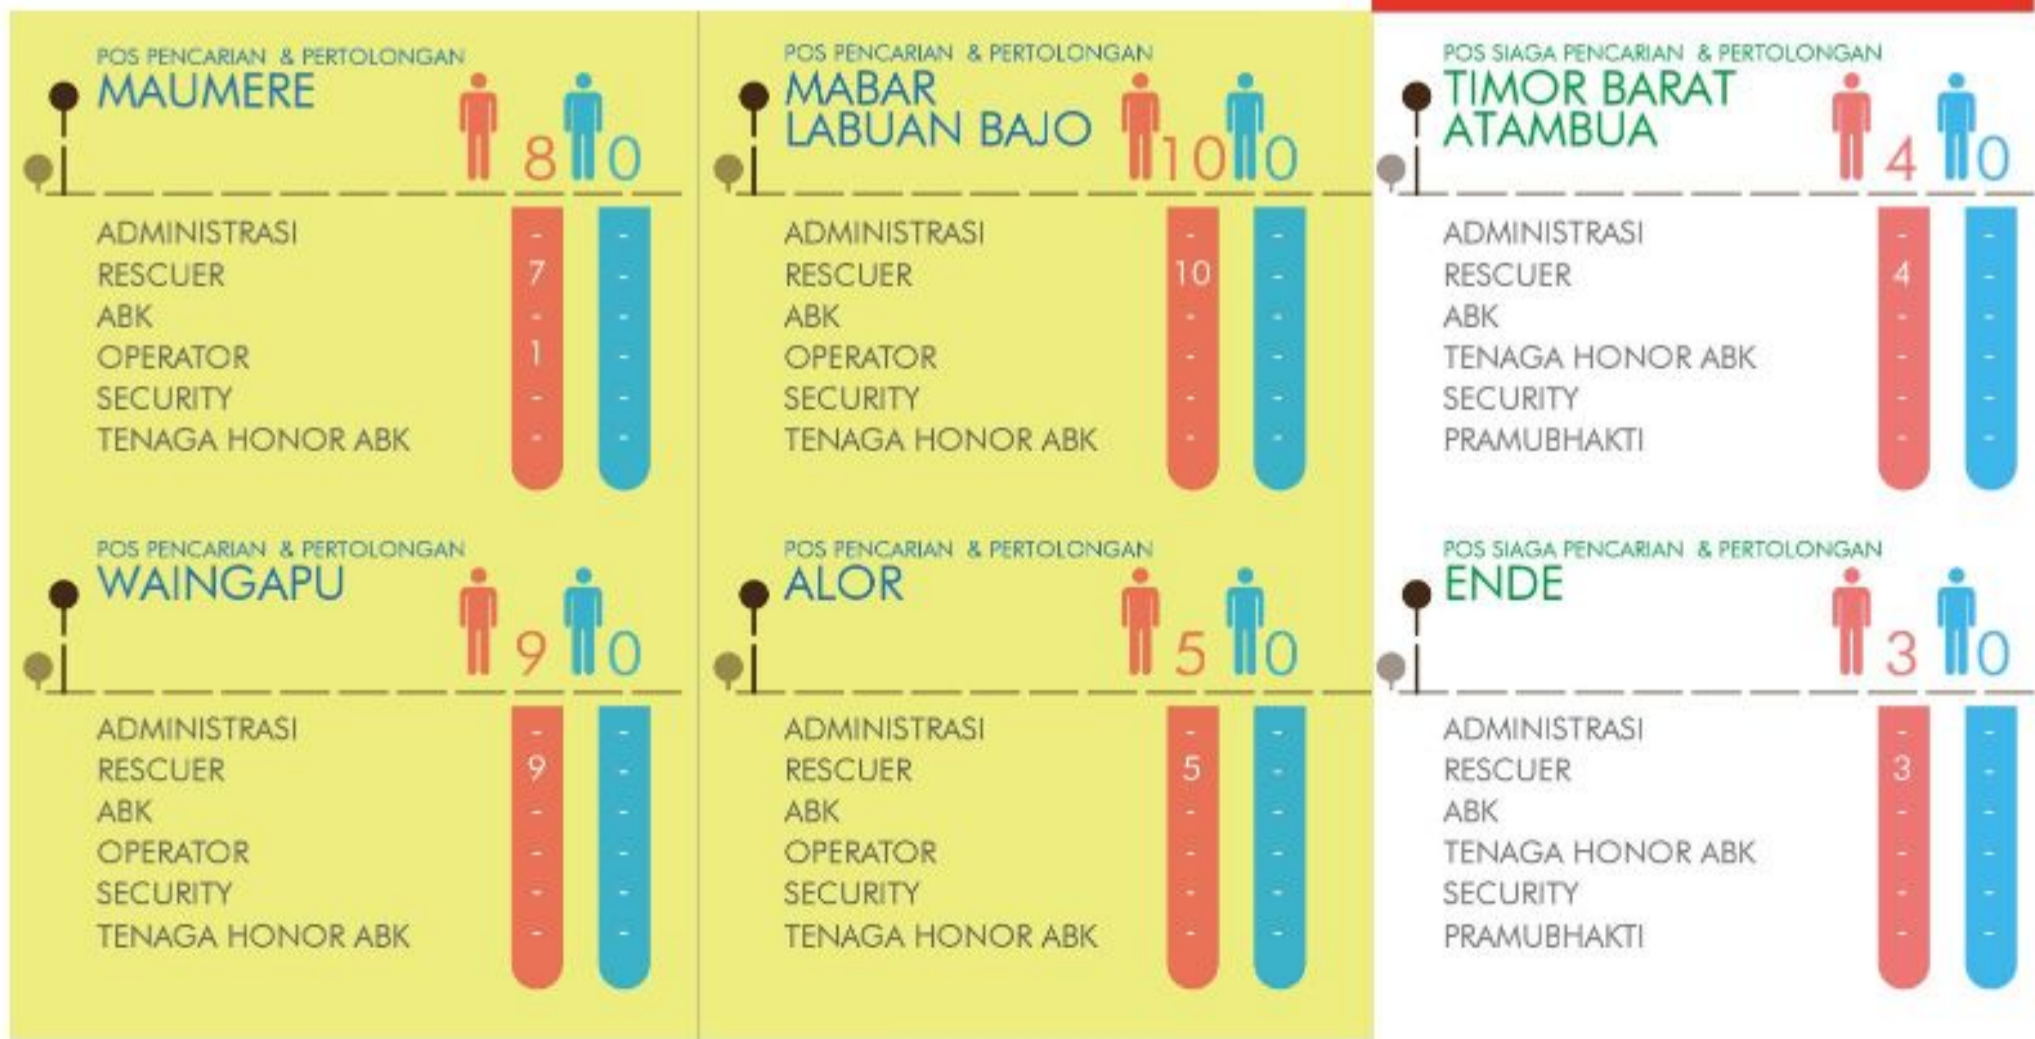 POS PENCARIAN & PERTOLONGAN
MAUMERE
8 0
ADMINISTRASI - -
RESCUER 7 -
ABK - -
OPERATOR 1 -
SECURITY - -
TENAGA HONOR ABK - -
POS PENCARIAN & PERTOLONGAN
MABAR
LABUAN BAJO
10 0
ADMINISTRASI - -
RESCUER 10 -
ABK - -
OPERATOR - -
SECURITY - -
TENAGA HONOR ABK - -
POS SIAGA PENCARIAN & PERTOLONGAN
TIMOR BARAT
ATAMBUA
4 0
ADMINISTRASI - -
RESCUER 4 -
ABK - -
TENAGA HONOR ABK - -
SECURITY - -
PRAMUBHAKTI - -
POS PENCARIAN & PERTOLONGAN
WAINGAPU
9 0
ADMINISTRASI - -
RESCUER 9 -
ABK - -
OPERATOR - -
SECURITY - -
TENAGA HONOR ABK - -
POS PENCARIAN & PERTOLONGAN
ALOR
5 0
ADMINISTRASI - -
RESCUER 5 -
ABK - -
OPERATOR - -
SECURITY - -
TENAGA HONOR ABK - -
POS SIAGA PENCARIAN & PERTOLONGAN
ENDE
3 0
ADMINISTRASI - -
RESCUER 3 -
ABK - -
TENAGA HONOR ABK - -
SECURITY - -
PRAMUBHAKTI - -